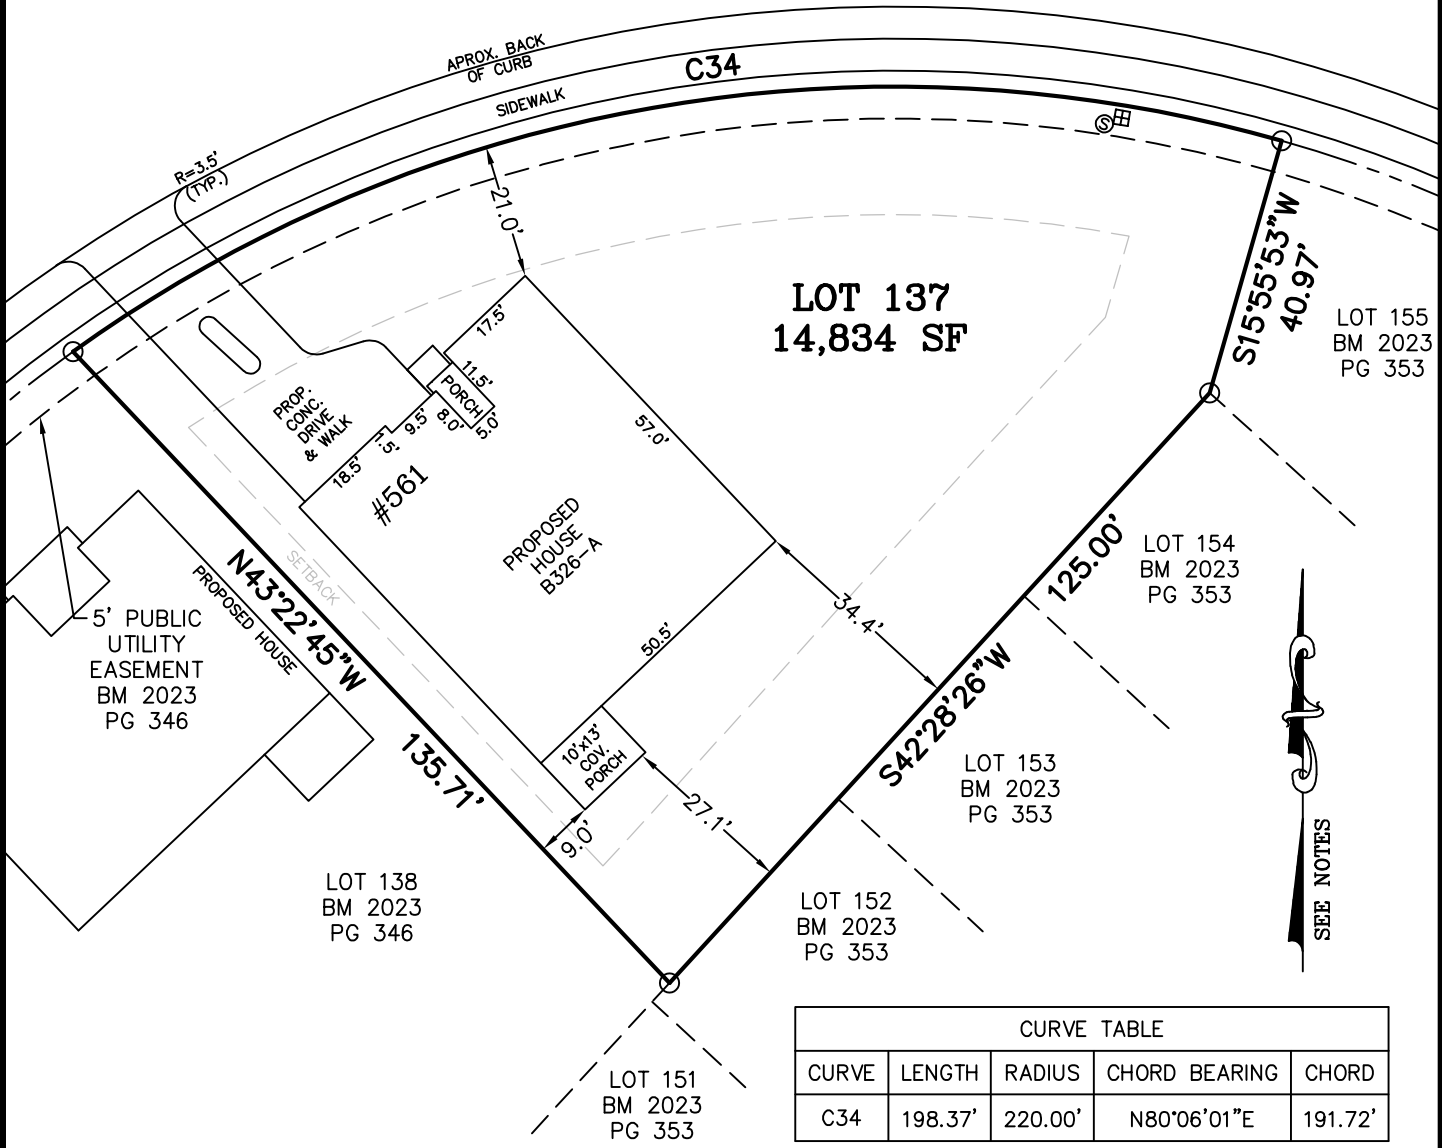 APROX. BACK
OF CURB
C34
SIDEWALK
R=3.5'
(TYP.)
21.0'
S
LOT 137
14,834 SF
S15°55'53"W
40.97'
LOT 155
BM 2023
PG 353
17.5'
11.5'
PORCH
8.0'
5.0'
9.5'
1.5'
18.5'
PROP.
CONC.
DRIVE
& WALK
#561
57.0'
PROPOSED
HOUSE
B326-A
SETBACK
N43°22'45"W
135.71'
PROPOSED HOUSE
5' PUBLIC
UTILITY
EASEMENT
BM 2023
PG 346
50.5'
34.4'
125.00'
S42°28'26"W
LOT 154
BM 2023
PG 353
10'x13'
COV.
PORCH
27.1'
9.0'
LOT 153
BM 2023
PG 353
LOT 138
BM 2023
PG 346
LOT 152
BM 2023
PG 353
SEE NOTES
LOT 151
BM 2023
PG 353
CURVE TABLE
CURVE LENGTH RADIUS CHORD BEARING CHORD
C34 198.37' 220.00' N80°06'01"E 191.72'